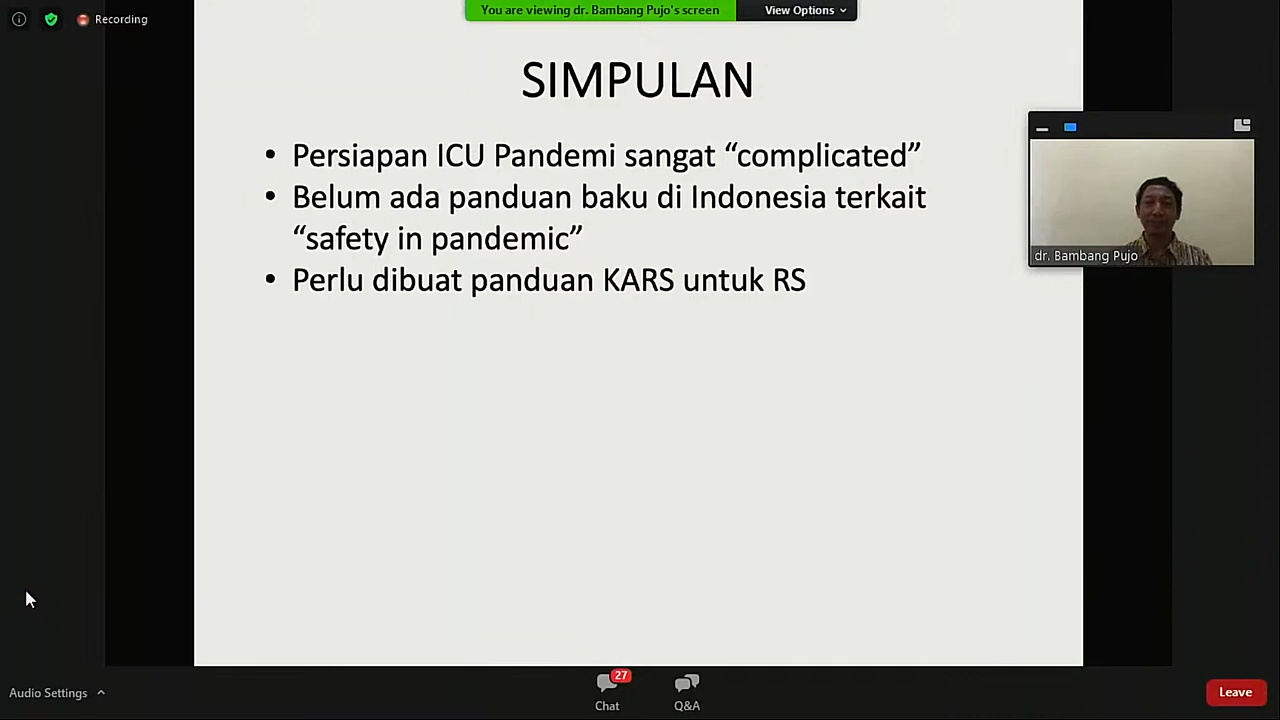 Recording
You are viewing dr. Bambang Pujo's screen
View Options
SIMPULAN
• Persiapan ICU Pandemi sangat “complicated”
• Belum ada panduan baku di Indonesia terkait
“safety in pandemic”
• Perlu dibuat panduan KARS untuk RS
dr. Bambang Pujo
Audio Settings
27
Chat
Q&A
Leave